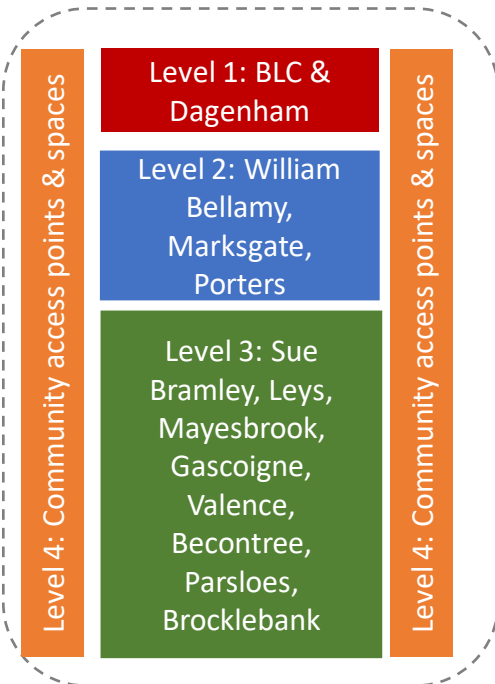 Level 4: Community access points & spaces
Level 1: BLC &
Dagenham
Level 2: William
Bellamy,
Marksgate,
Porters
Level 3: Sue
Bramley, Leys,
Mayesbrook,
Gascoigne,
Valence,
Becontree,
Parsloes,
Brocklebank
Level 4: Community access points & spaces